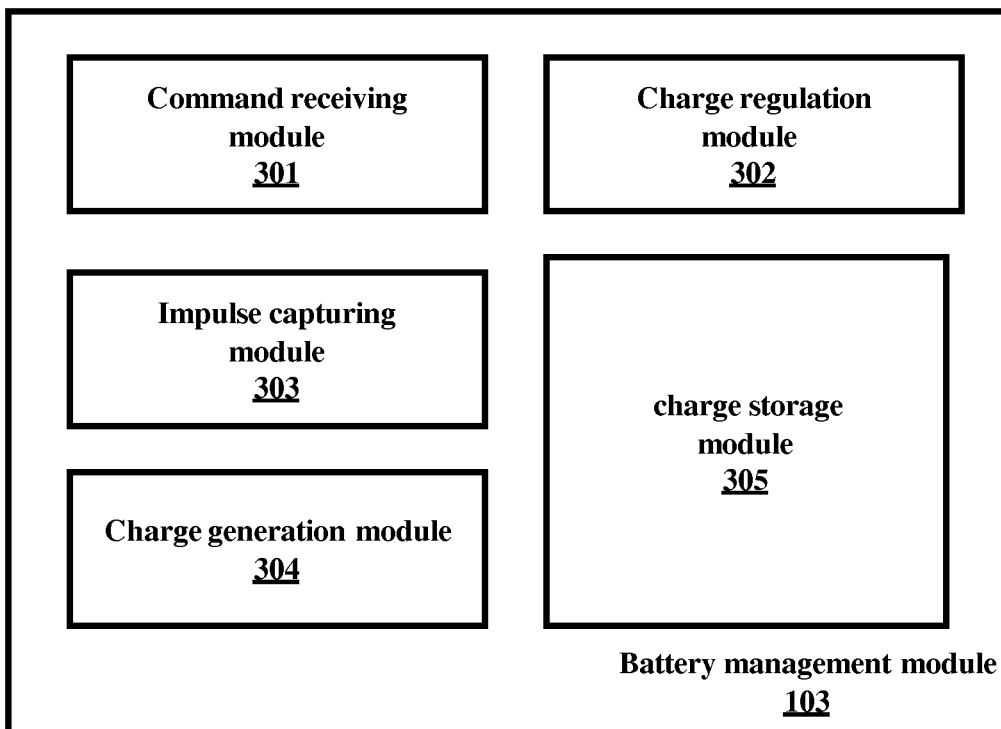 Command receiving
module
301
Charge regulation
module
302
Impulse capturing
module
303
charge storage
module
305
Charge generation module
304
Battery management module
103